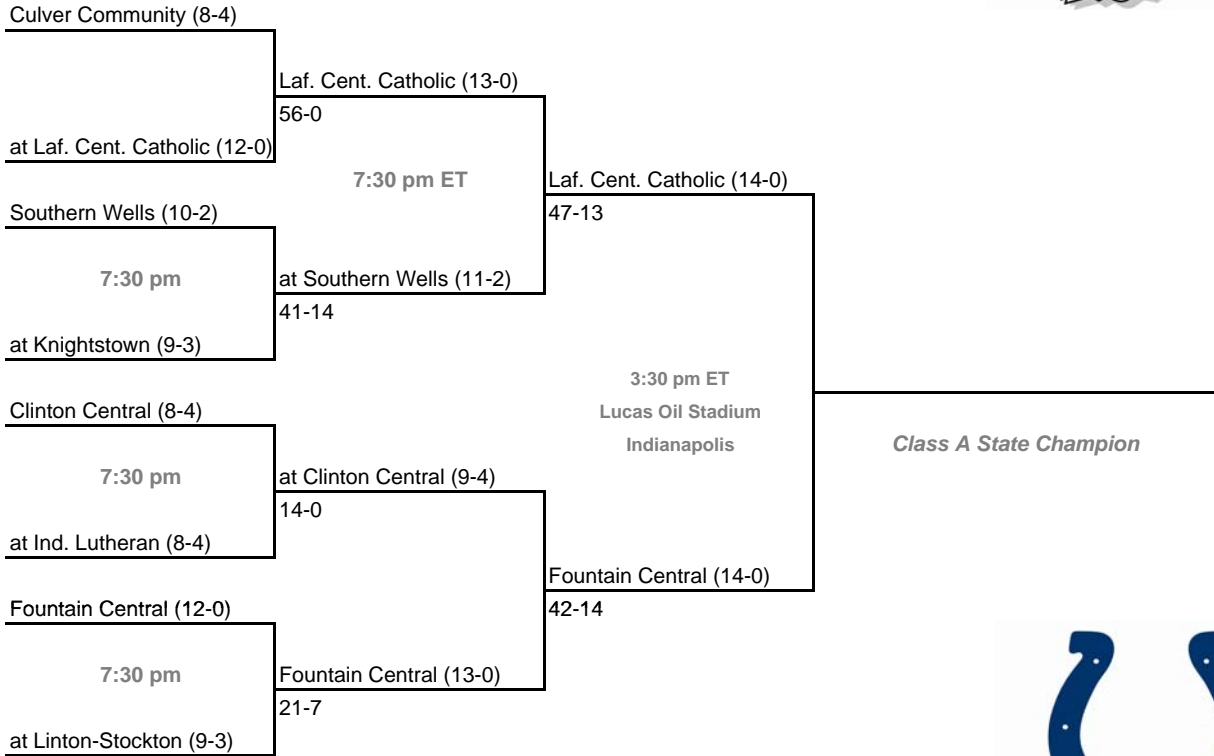 Culver Community (8-4)
Laf. Cent. Catholic (13-0)
56-0
at Laf. Cent. Catholic (12-0)
7:30 pm ET
Laf. Cent. Catholic (14-0)
47-13
Southern Wells (10-2)
7:30 pm
at Southern Wells (11-2)
41-14
at Knightstown (9-3)
3:30 pm ET
Lucas Oil Stadium
Indianapolis
Class A State Champion
Clinton Central (8-4)
7:30 pm
at Clinton Central (9-4)
14-0
at Ind. Lutheran (8-4)
Fountain Central (14-0)
42-14
Fountain Central (12-0)
7:30 pm
Fountain Central (13-0)
21-7
at Linton-Stockton (9-3)